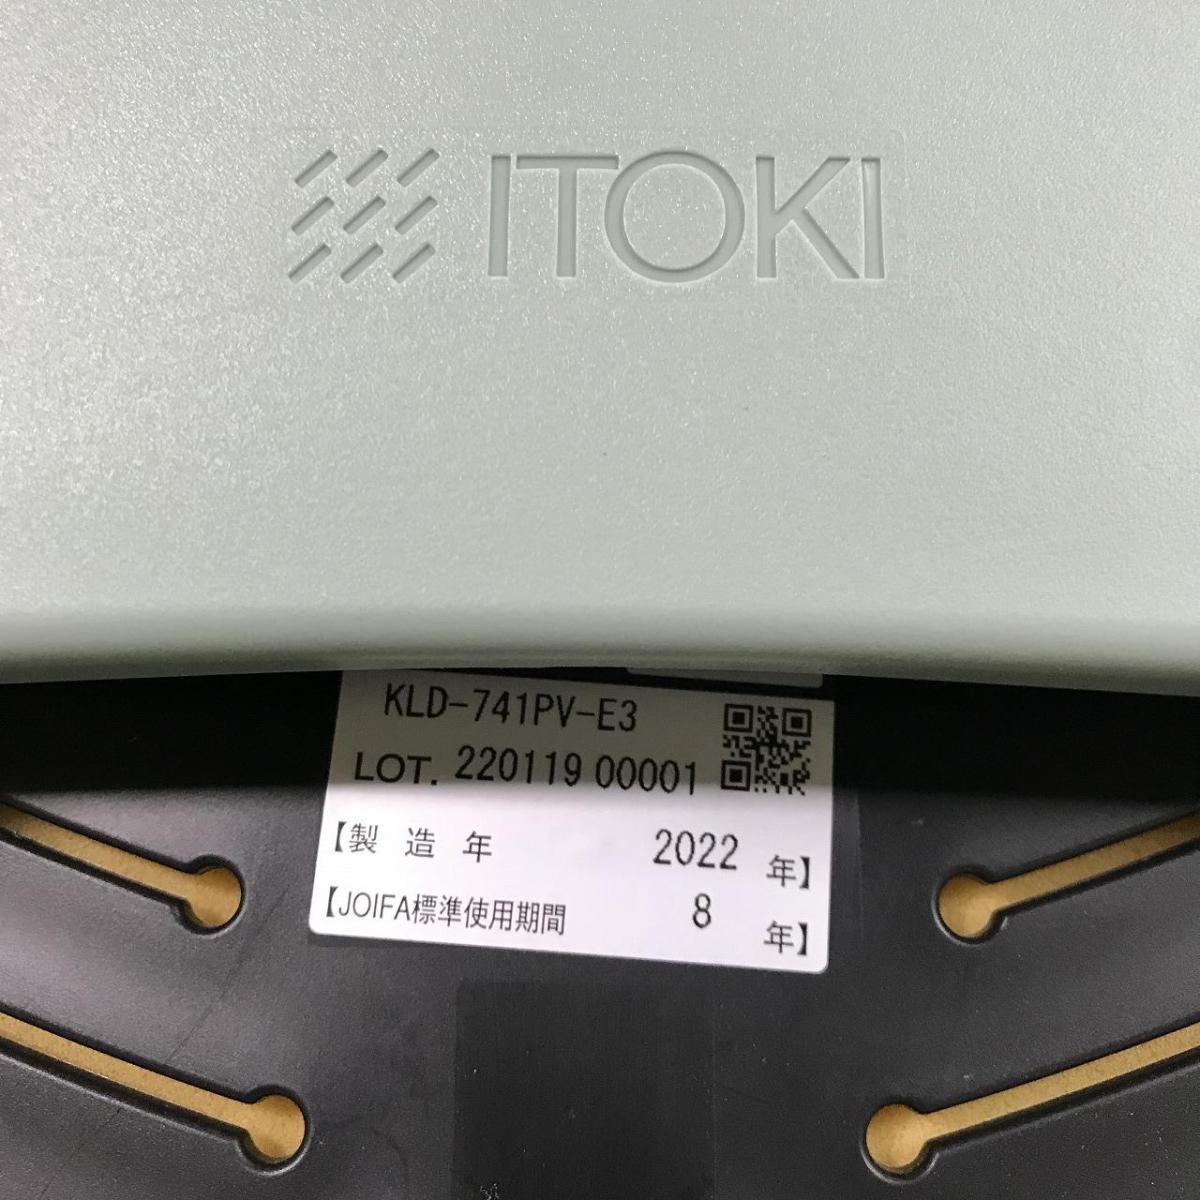 ITOKI
KLD-741PV-E3
LOT. 220119 00001
【製 造 年 2022 年】
【JOIFA標準使用期間 8 年】